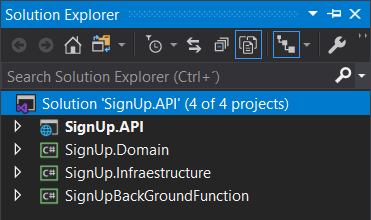 Solution Explorer
Search Solution Explorer (Ctrl+´)
Solution 'SignUp.API' (4 of 4 projects)
SignUp.API
C# SignUp.Domain
C# SignUp.Infraestructure
C# SignUpBackGroundFunction